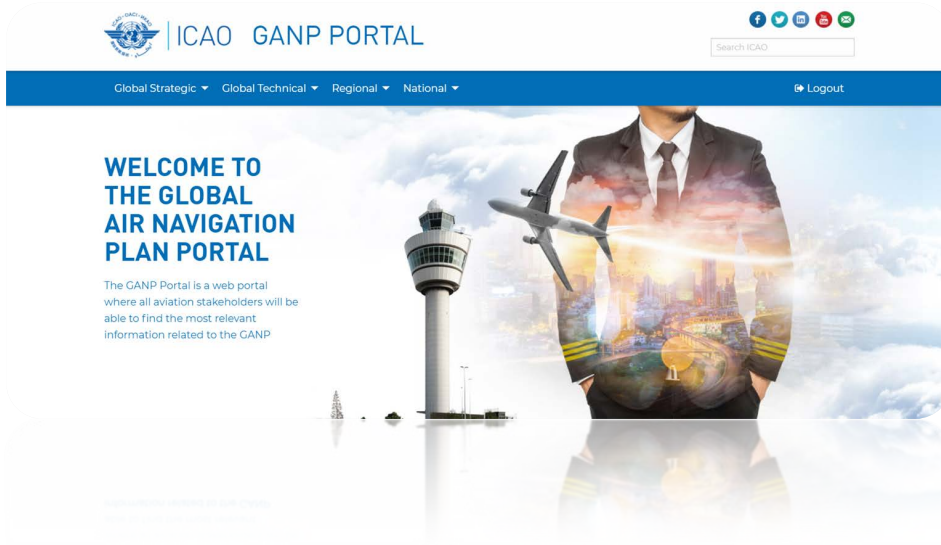 ICAO GANP PORTAL
Search ICAO
Global Strategic Global Technical Regional National Logout
WELCOME TO
THE GLOBAL
AIR NAVIGATION
PLAN PORTAL
The GANP Portal is a web portal
where all aviation stakeholders will be
able to find the most relevant
information related to the GANP